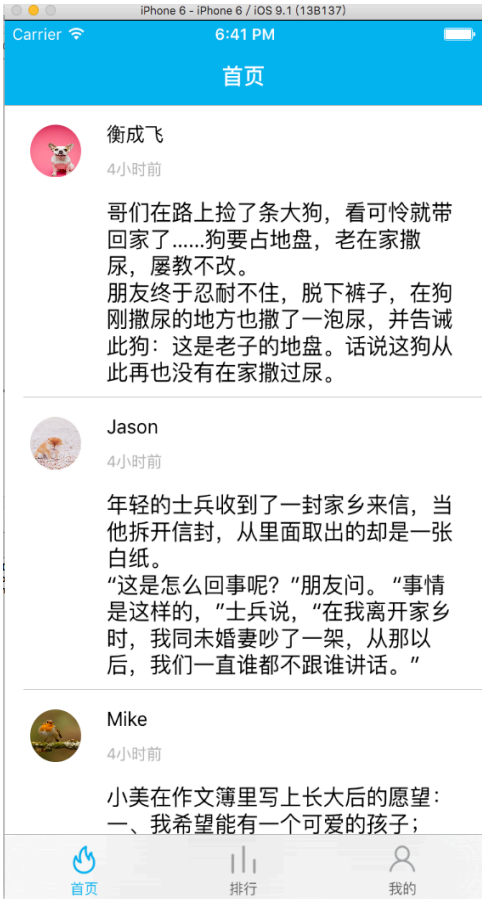 iPhone 6 - iPhone 6 / iOS 9.1 (13B137)
Carrier 6:41 PM
首页
衡成飞
4小时前
哥们在路上捡了条大狗，看可怜就带
回家了……狗要占地盘，老在家撒
尿，屡教不改。
朋友终于忍耐不住，脱下裤子，在狗
刚撒尿的地方也撒了一泡尿，并告诫
此狗：这是老子的地盘。话说这狗从
此再也没有在家撒过尿。
Jason
4小时前
年轻的士兵收到了一封家乡来信，当
他拆开信封，从里面取出的却是一张
白纸。
“这是怎么回事呢？”朋友问。“事情
是这样的，”士兵说，“在我离开家乡
时，我同未婚妻吵了一架，从那以
后，我们一直谁都不跟谁讲话。”
Mike
4小时前
小美在作文簿里写上长大后的愿望：
一、我希望能有一个可爱的孩子；
首页 排行 我的